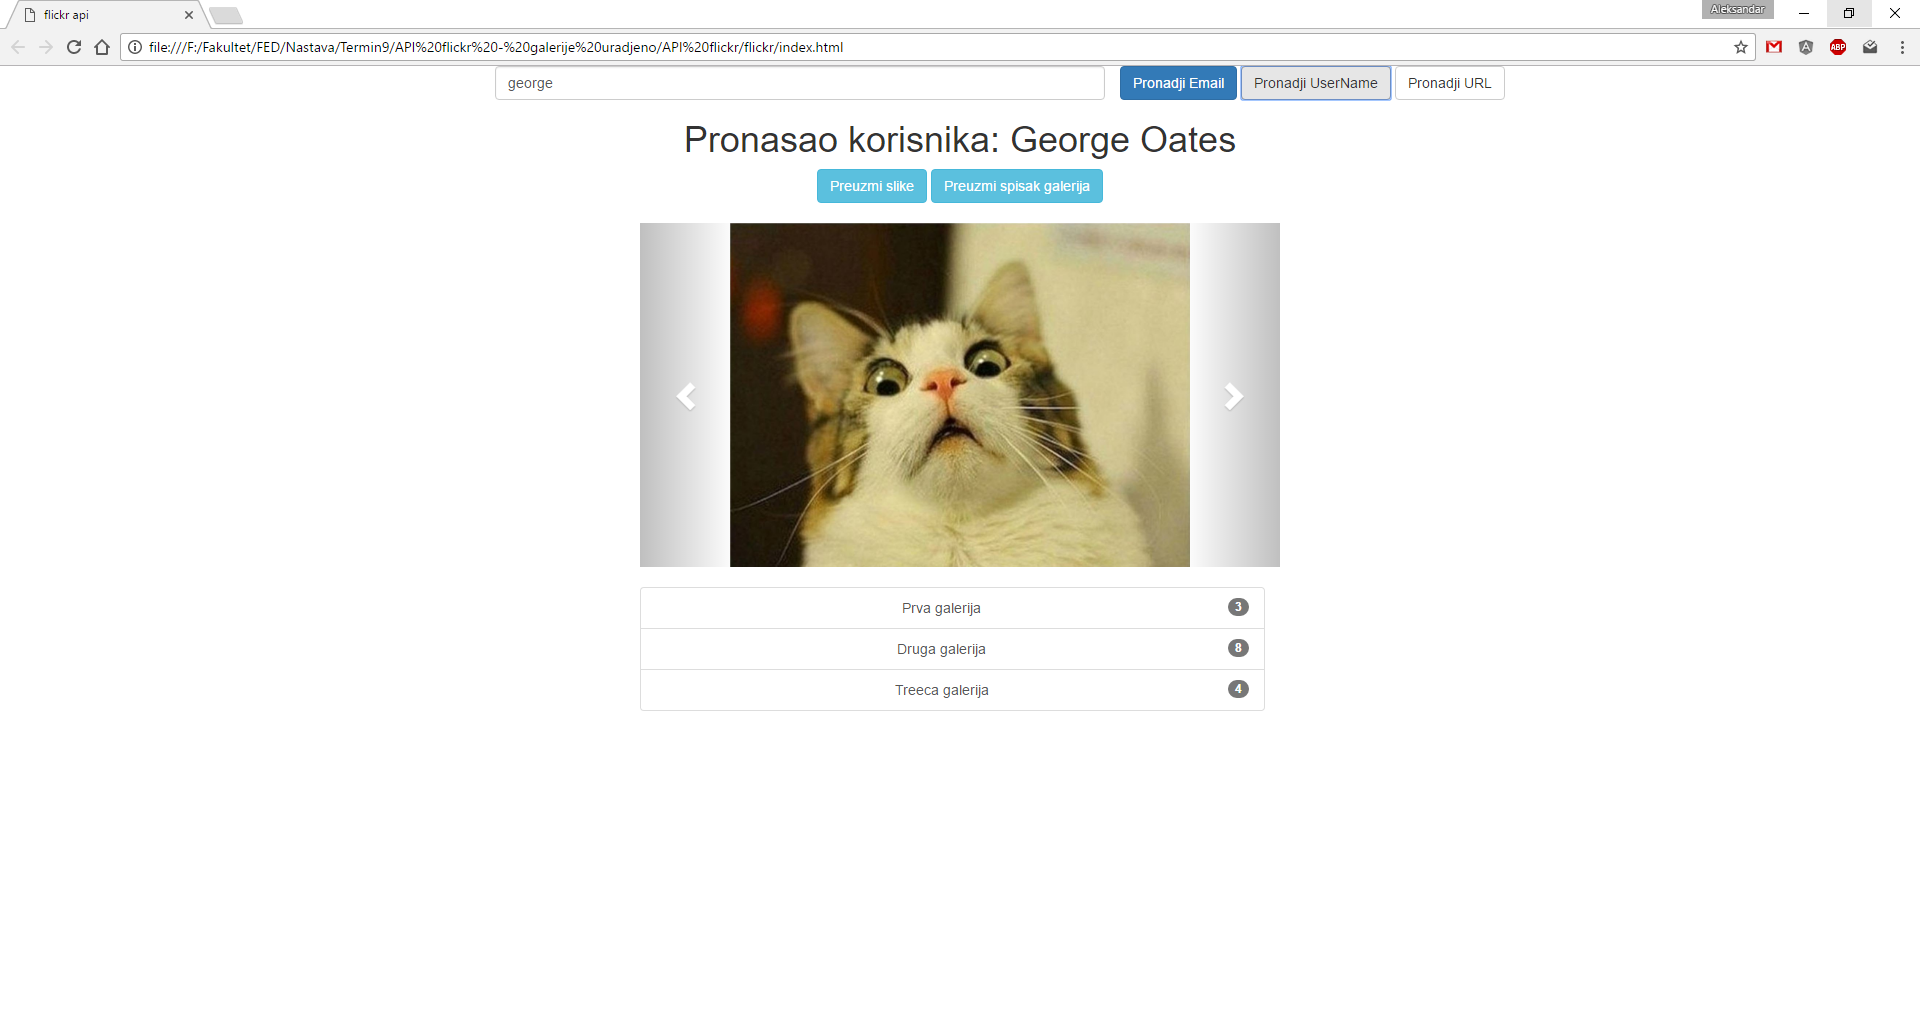 flickr api
Aleksandar
file:///F:/Fakultet/FED/Nastava/Termin9/API%20flickr%20-%20galerije%20uradjeno/API%20flickr/flickr/index.html
ABP
george
Pronadji Email
Pronadji UserName
Pronadji URL
Pronasao korisnika: George Oates
Preuzmi slike
Preuzmi spisak galerija
Prva galerija 3
Druga galerija 8
Treeca galerija 4